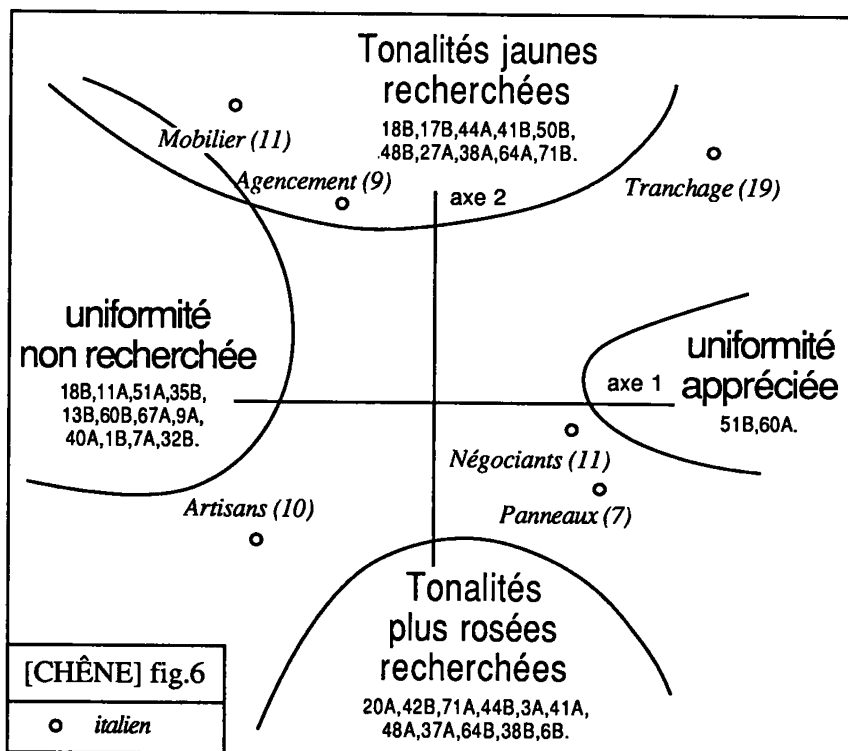 Tonalités jaunes
recherchées
18B,17B,44A,41B,50B,
48B,27A,38A,64A,71B.
Mobilier (11)
Agencement (9)
axe 2
Tranchage (19)
uniformité
non recherchée
18B,11A,51A,35B,
13B,60B,67A,9A,
40A,1B,7A,32B.
axe 1
uniformité
appréciée
51B,60A.
Négociants (11)
Panneaux (7)
Artisans (10)
Tonalités
plus rosées
recherchées
20A,42B,71A,44B,3A,41A,
48A,37A,64B,38B,6B.
[CHÊNE] fig.6
italien